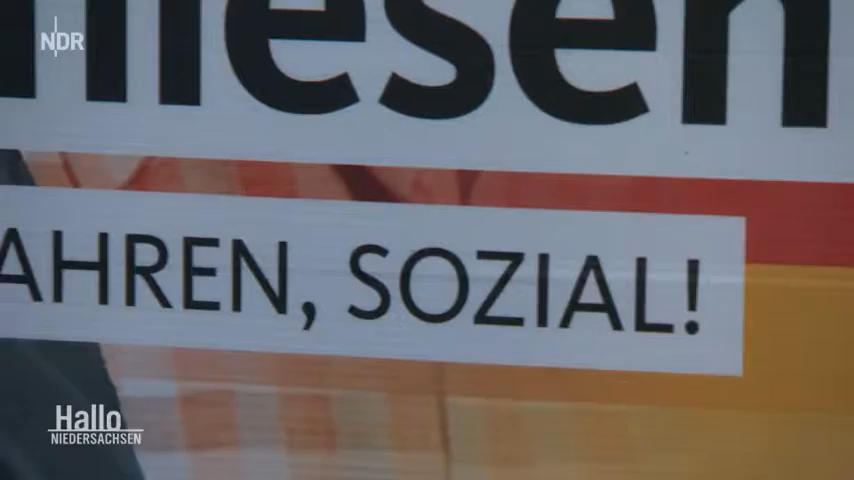 NDR
iesen
AHREN, SOZIAL!
Hallo
NIEDERSACHSEN